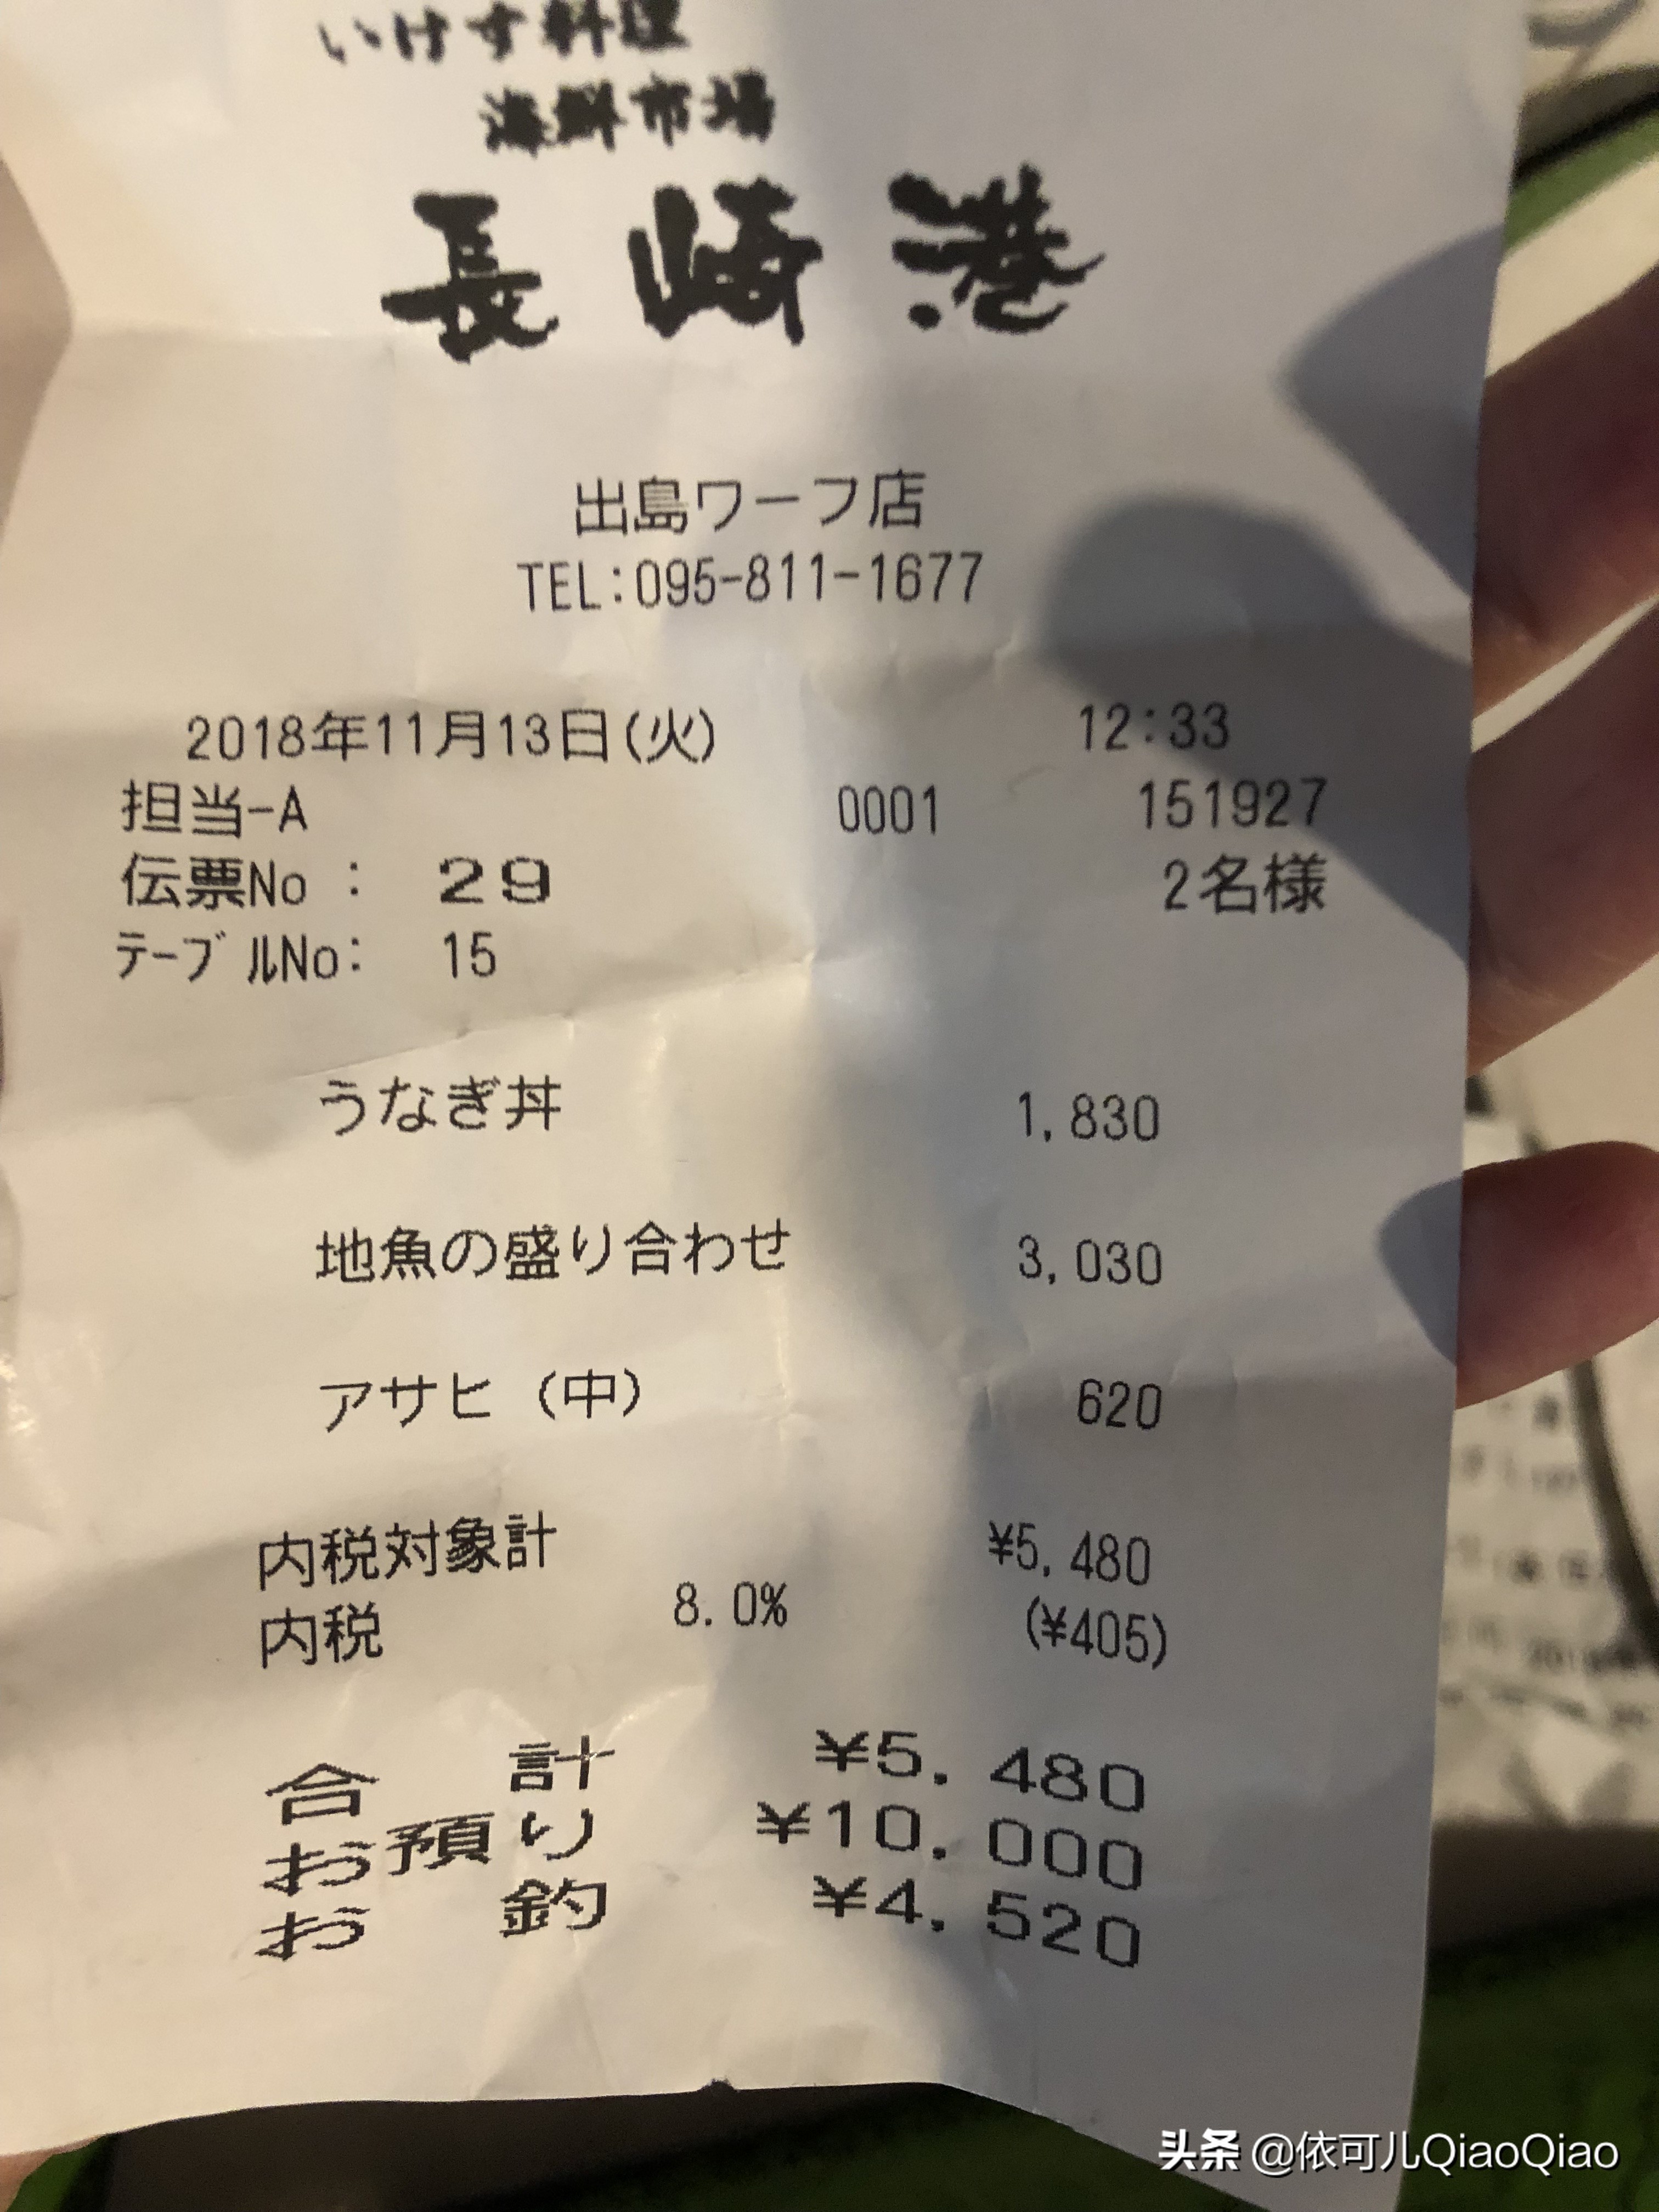 いけす料理
海鮮市場
長崎港
出島ワーフ店
TEL:095-811-1677
2018年11月13日(火) 12:33
担当-A 0001 151927
伝票No : 29 2名様
ﾃｰﾌﾞﾙNo: 15
うなぎ丼 1,830
地魚の盛り合わせ 3,030
アサヒ（中） 620
内税対象計 ¥5,480
内税 8.0% (¥405)
合 計 ¥5,480
お預り ¥10,000
お 釣 ¥4,520
头条 @依可儿QiaoQiao